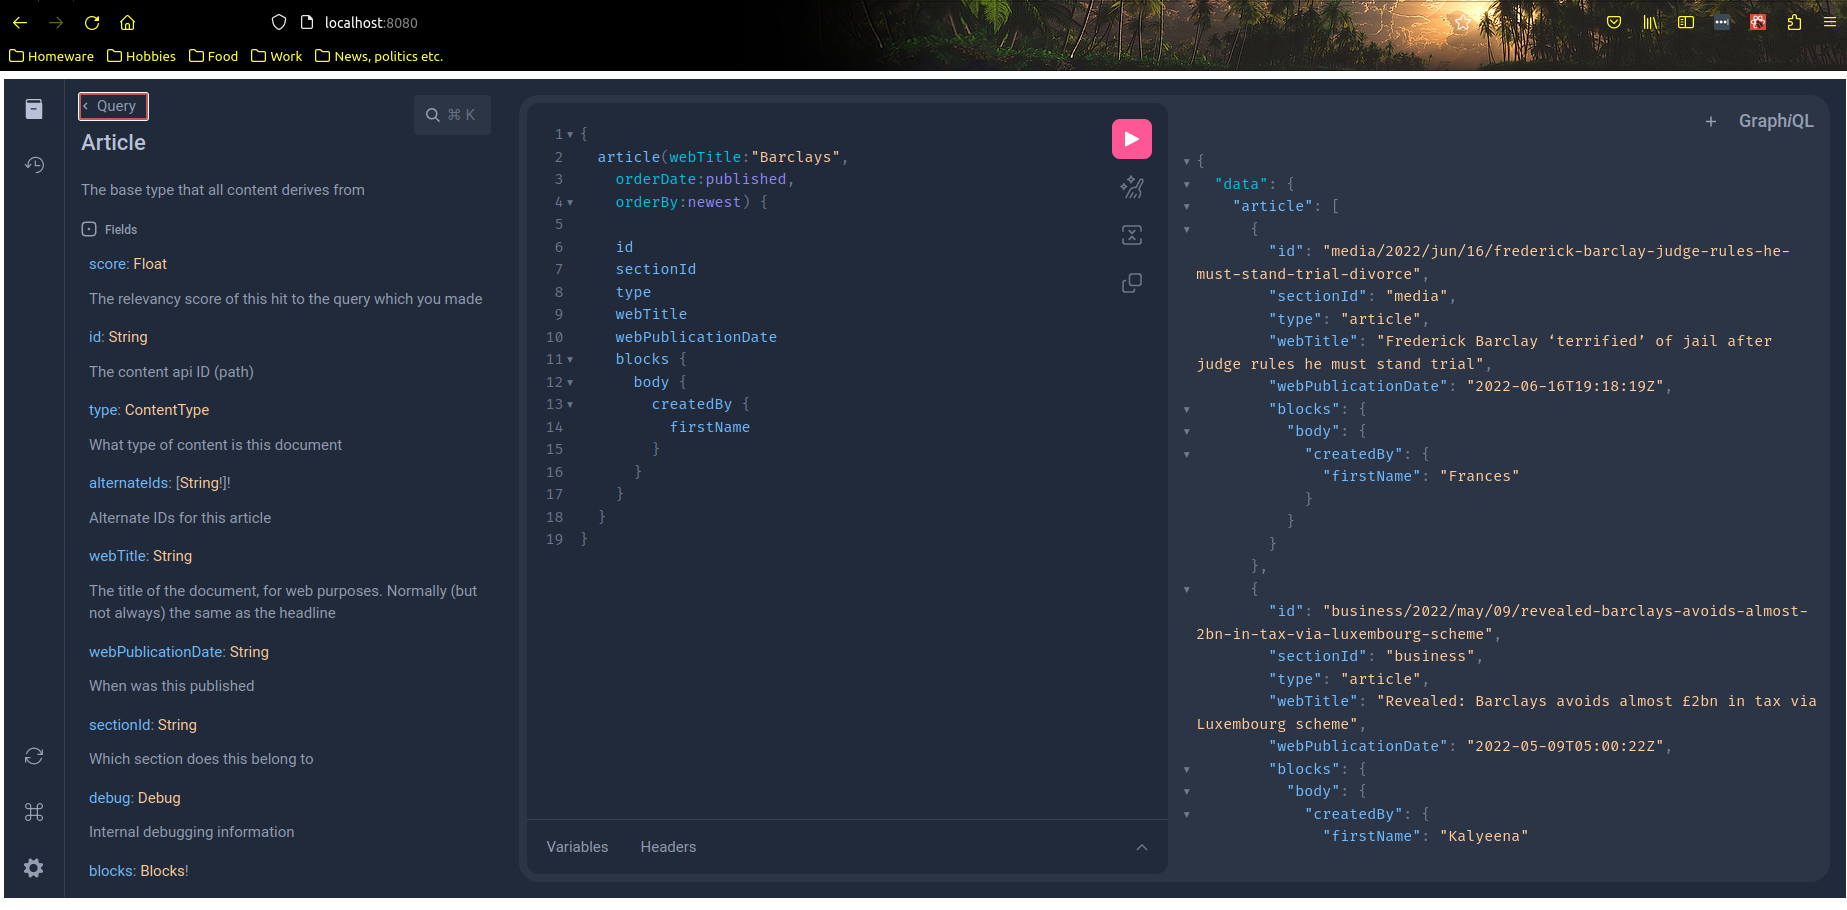 localhost:8080
Homeware Hobbies Food Work News, politics etc.
Query
⌘ K
Article
The base type that all content derives from
Fields
score: Float
The relevancy score of this hit to the query which you made
id: String
The content api ID (path)
type: ContentType
What type of content is this document
alternateIds: [String!]!
Alternate IDs for this article
webTitle: String
The title of the document, for web purposes. Normally (but
not always) the same as the headline
webPublicationDate: String
When was this published
sectionId: String
Which section does this belong to
debug: Debug
Internal debugging information
blocks: Blocks!
1 {
2 article(webTitle:"Barclays",
3 orderDate:published,
4 orderBy:newest) {
5
6 id
7 sectionId
8 type
9 webTitle
10 webPublicationDate
11 blocks {
12 body {
13 createdBy {
14 firstName
15 }
16 }
17 }
18 }
19 }
Variables Headers
+ GraphiQL
{
"data": {
"article": [
{
"id": "media/2022/jun/16/frederick-barclay-judge-rules-he-
must-stand-trial-divorce",
"sectionId": "media",
"type": "article",
"webTitle": "Frederick Barclay ‘terrified’ of jail after
judge rules he must stand trial",
"webPublicationDate": "2022-06-16T19:18:19Z",
"blocks": {
"body": {
"createdBy": {
"firstName": "Frances"
}
}
}
},
{
"id": "business/2022/may/09/revealed-barclays-avoids-almost-
2bn-in-tax-via-luxembourg-scheme",
"sectionId": "business",
"type": "article",
"webTitle": "Revealed: Barclays avoids almost £2bn in tax via
Luxembourg scheme",
"webPublicationDate": "2022-05-09T05:00:22Z",
"blocks": {
"body": {
"createdBy": {
"firstName": "Kalyeena"